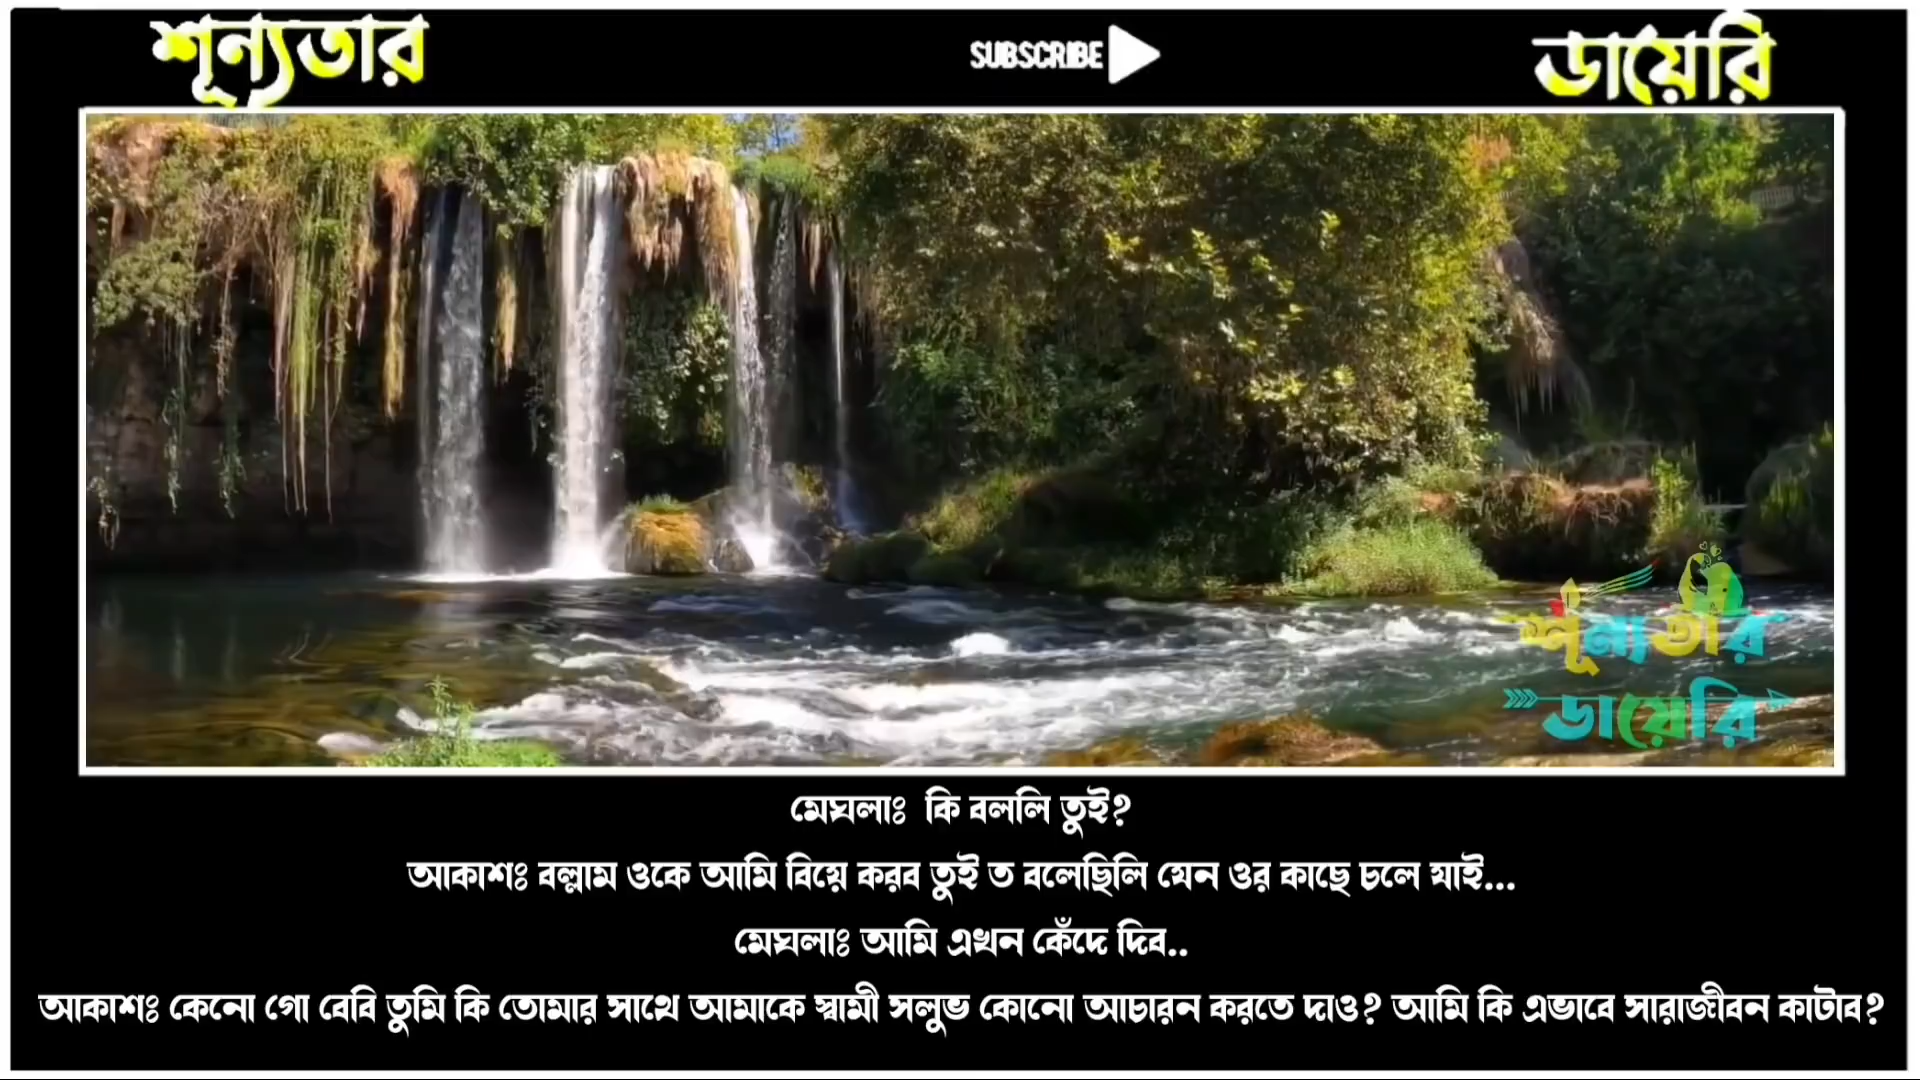 শূন্যতার
SUBSCRIBE
ডায়েরি
শূন্যতার
ডায়েরি
মেঘলাঃ কি বললি তুই?
আকাশঃ বল্লাম ওকে আমি বিয়ে করব তুই ত বলেছিলি যেন ওর কাছে চলে যাই...
মেঘলাঃ আমি এখন কেঁদে দিব..
আকাশঃ কেনো গো বেবি তুমি কি তোমার সাথে আমাকে স্বামী সলুভ কোনো আচারন করতে দাও? আমি কি এভাবে সারাজীবন কাটাব?